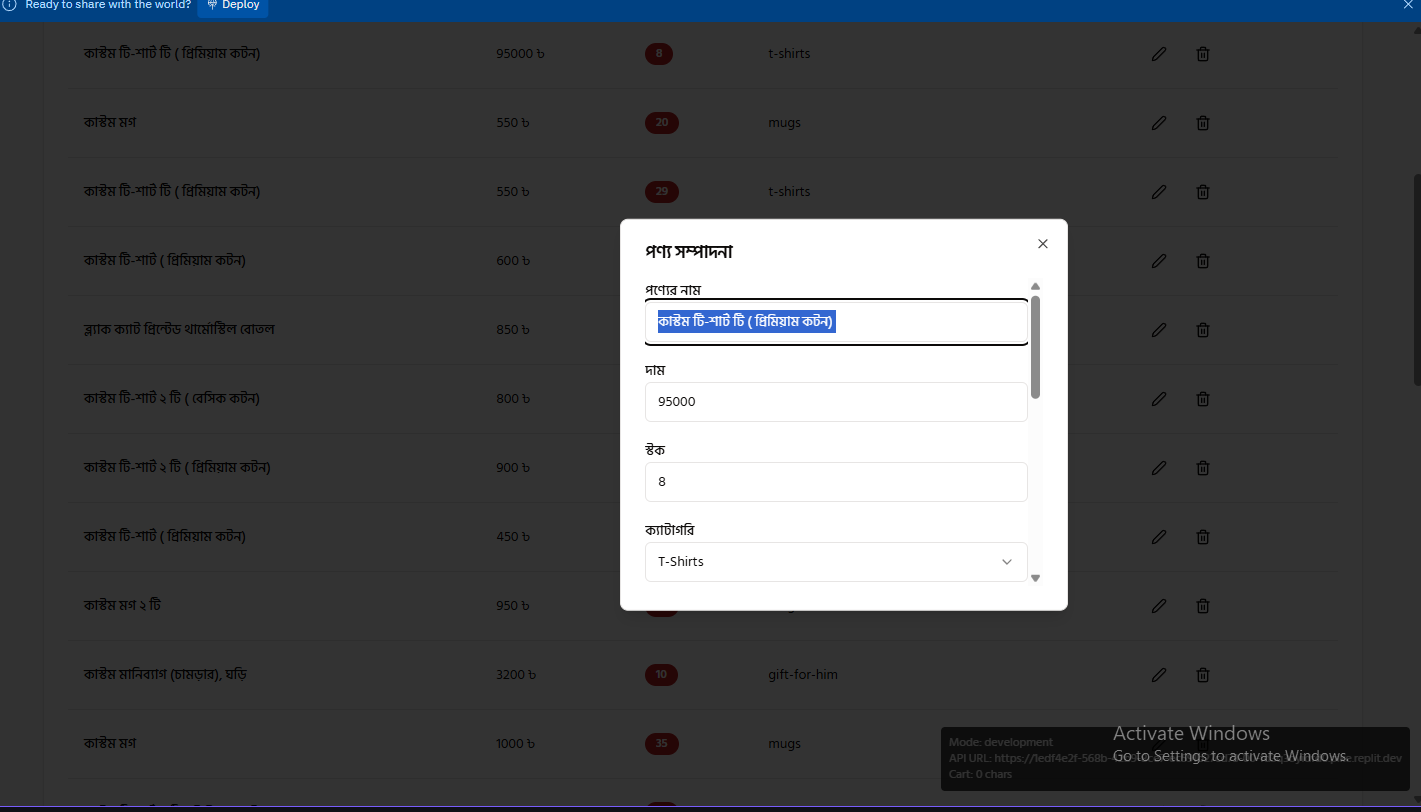 Ready to share with the world? Deploy
কাস্টম টি-শার্ট টি ( প্রিমিয়াম কটন) 95000 ৳ 8 t-shirts
কাস্টম মগ 550 ৳ 20 mugs
কাস্টম টি-শার্ট টি ( প্রিমিয়াম কটন) 550 ৳ 29 t-shirts
কাস্টম টি-শার্ট ( প্রিমিয়াম কটন) 600 ৳
ব্ল্যাক ক্যাট প্রিন্টেড থার্মোস্টিল বোতল 850 ৳
কাস্টম টি-শার্ট ২ টি ( বেসিক কটন) 800 ৳
কাস্টম টি-শার্ট ২ টি ( প্রিমিয়াম কটন) 900 ৳
কাস্টম টি-শার্ট ( প্রিমিয়াম কটন) 450 ৳
কাস্টম মগ ২ টি 950 ৳
কাস্টম মানিব্যাগ (চামড়ার), ঘড়ি 3200 ৳ 10 gift-for-him
কাস্টম মগ 1000 ৳ 35 mugs
পণ্য সম্পাদনা
পণ্যের নাম
কাস্টম টি-শার্ট টি ( প্রিমিয়াম কটন)
দাম
95000
স্টক
8
ক্যাটাগরি
T-Shirts
Activate Windows
Go to Settings to activate Windows.
Mode: development
API URL: https://1edf4e2f-568b-
Cart: 0 chars